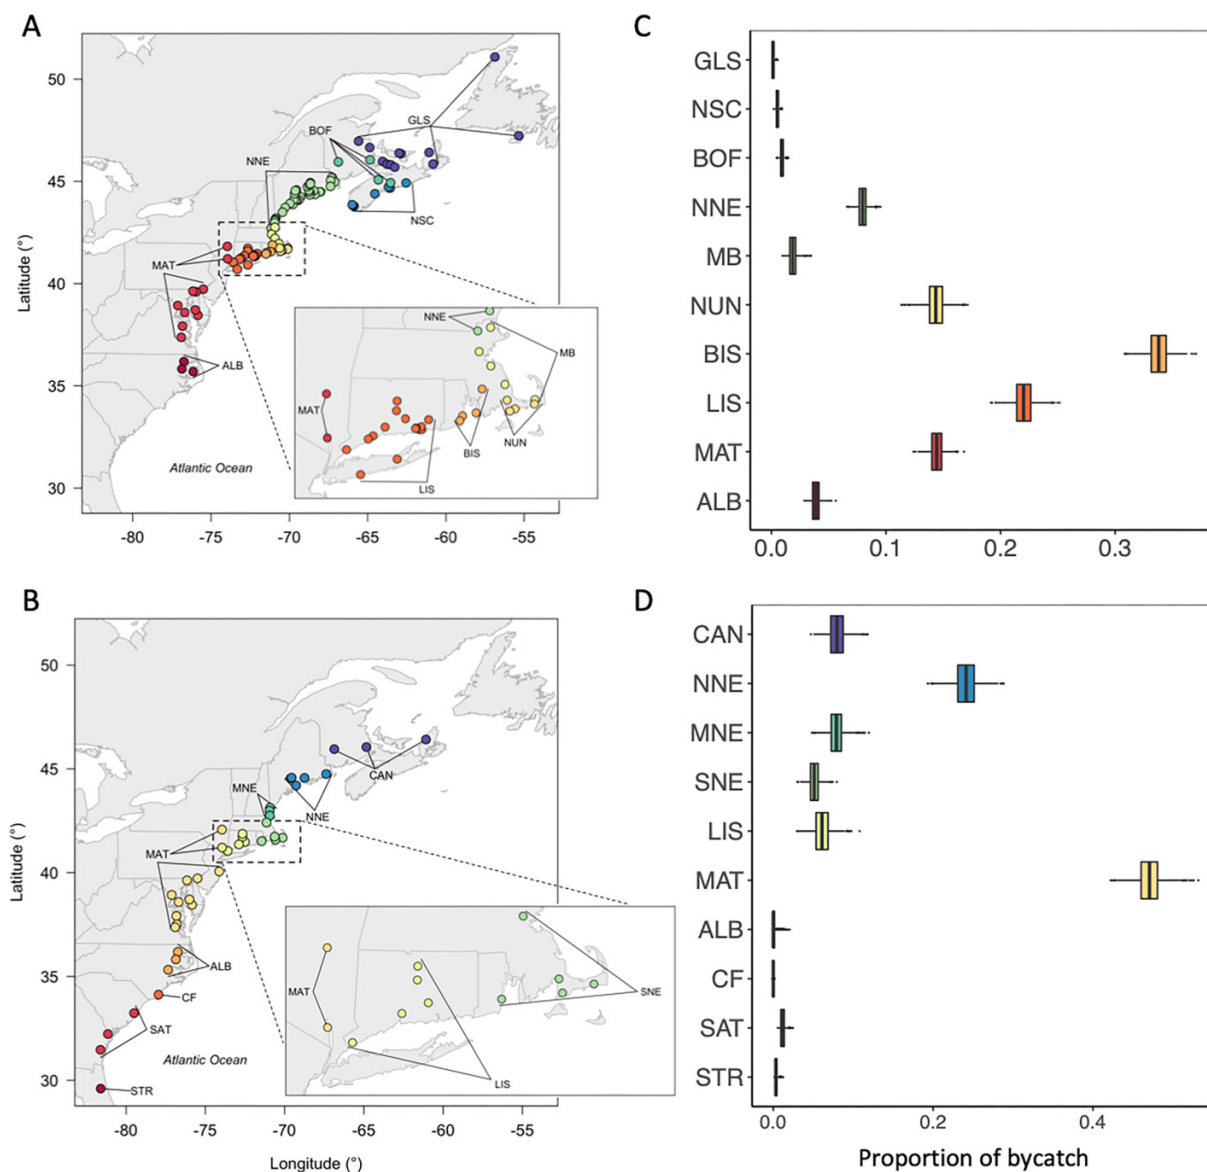 A
50
45
40
35
30
Latitude (°)
-80
-75
-70
-65
-60
-55
GLS
BOF
NNE
NSC
MAT
ALB
Atlantic Ocean
NNE
MB
MAT
NUN
BIS
LIS
C
GLS
NSC
BOF
NNE
MB
NUN
BIS
LIS
MAT
ALB
0.0
0.1
0.2
0.3
B
50
45
40
35
30
Latitude (°)
-80
-75
-70
-65
-60
-55
Longitude (°)
CAN
MNE
NNE
MAT
ALB
CF
SAT
STR
Atlantic Ocean
MAT
SNE
LIS
D
CAN
NNE
MNE
SNE
LIS
MAT
ALB
CF
SAT
STR
0.2
0.4
Proportion of bycatch